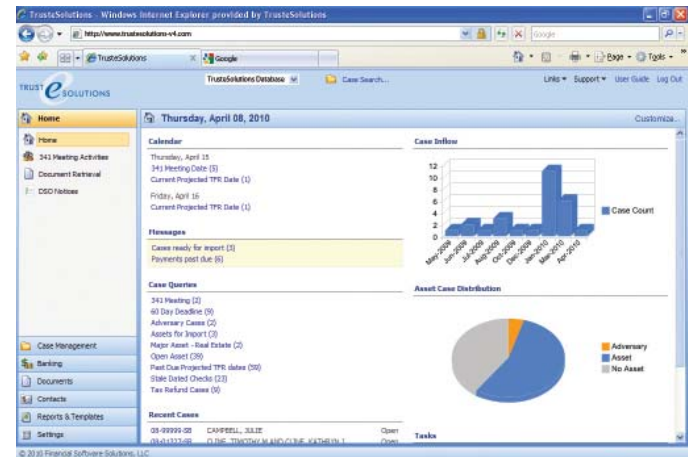 TrusteSolutions - Windows Internet Explorer provided by TrusteSolutions
http://www.trustesolutions-v4.com
Google
TrusteSolutions
Google
Page
Tools
TRUSTESOLUTIONS
TrusteSolutions Database
Case Search...
Links
Support
User Guide
Log Out
Home
Thursday, April 08, 2010
Customize...
Home
341 Meeting Activities
Document Retrieval
DSO Notices
Case Management
Banking
Documents
Contacts
Reports & Templates
Settings
Calendar
Thursday, April 15
341 Meeting Date (5)
Current Projected TFR Date (1)
Friday, April 16
Current Projected TFR Date (1)
Messages
Cases ready for import (3)
Payments past due (6)
Case Queries
341 Meeting (2)
60 Day Deadline (9)
Adversary Cases (2)
Assets for Import (3)
Major Asset - Real Estate (2)
Open Asset (39)
Past Due Projected TFR dates (59)
Stale Dated Checks (23)
Tax Refund Cases (9)
Recent Cases
08-99999-SB CAMPBELL, JULIE Open
Case Inflow
12
10
8
6
4
2
0
May-2009
Jun-2009
Jul-2009
Aug-2009
Oct-2009
Dec-2009
Jan-2010
Mar-2010
Apr-2010
Case Count
Asset Case Distribution
Adversary
Asset
No Asset
Tasks
© 2010 Financial Software Solutions, LLC